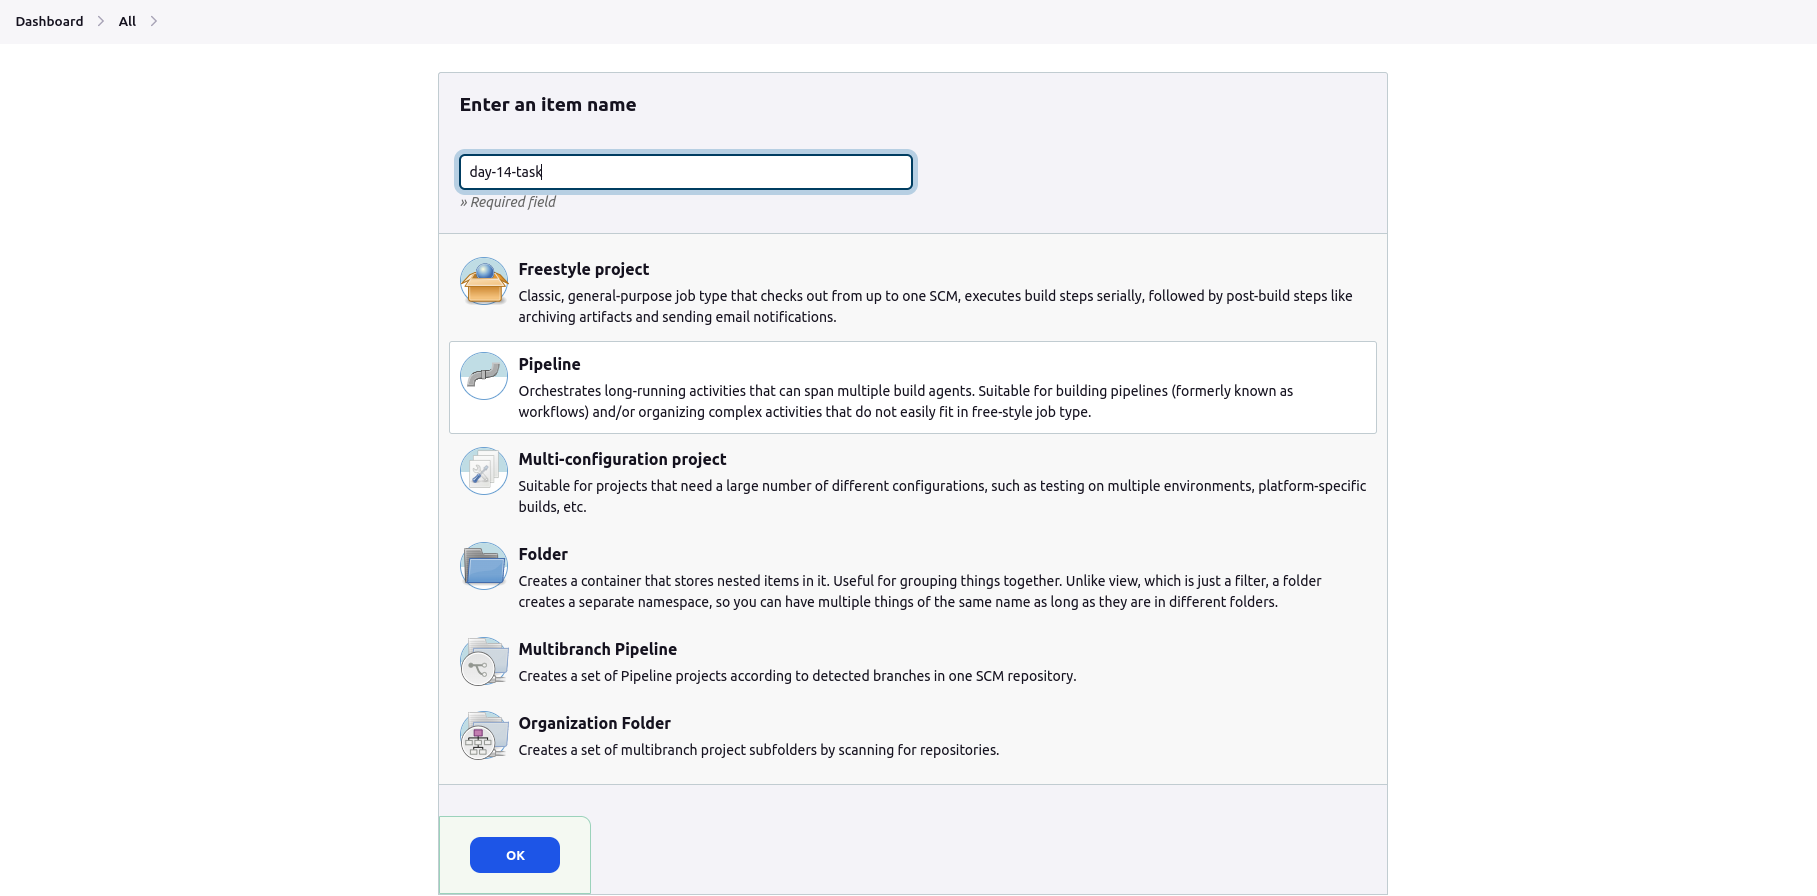 Dashboard
All
Enter an item name
day-14-task
» Required field
Freestyle project
Classic, general-purpose job type that checks out from up to one SCM, executes build steps serially, followed by post-build steps like
archiving artifacts and sending email notifications.
Pipeline
Orchestrates long-running activities that can span multiple build agents. Suitable for building pipelines (formerly known as
workflows) and/or organizing complex activities that do not easily fit in free-style job type.
Multi-configuration project
Suitable for projects that need a large number of different configurations, such as testing on multiple environments, platform-specific
builds, etc.
Folder
Creates a container that stores nested items in it. Useful for grouping things together. Unlike view, which is just a filter, a folder
creates a separate namespace, so you can have multiple things of the same name as long as they are in different folders.
Multibranch Pipeline
Creates a set of Pipeline projects according to detected branches in one SCM repository.
Organization Folder
Creates a set of multibranch project subfolders by scanning for repositories.
OK